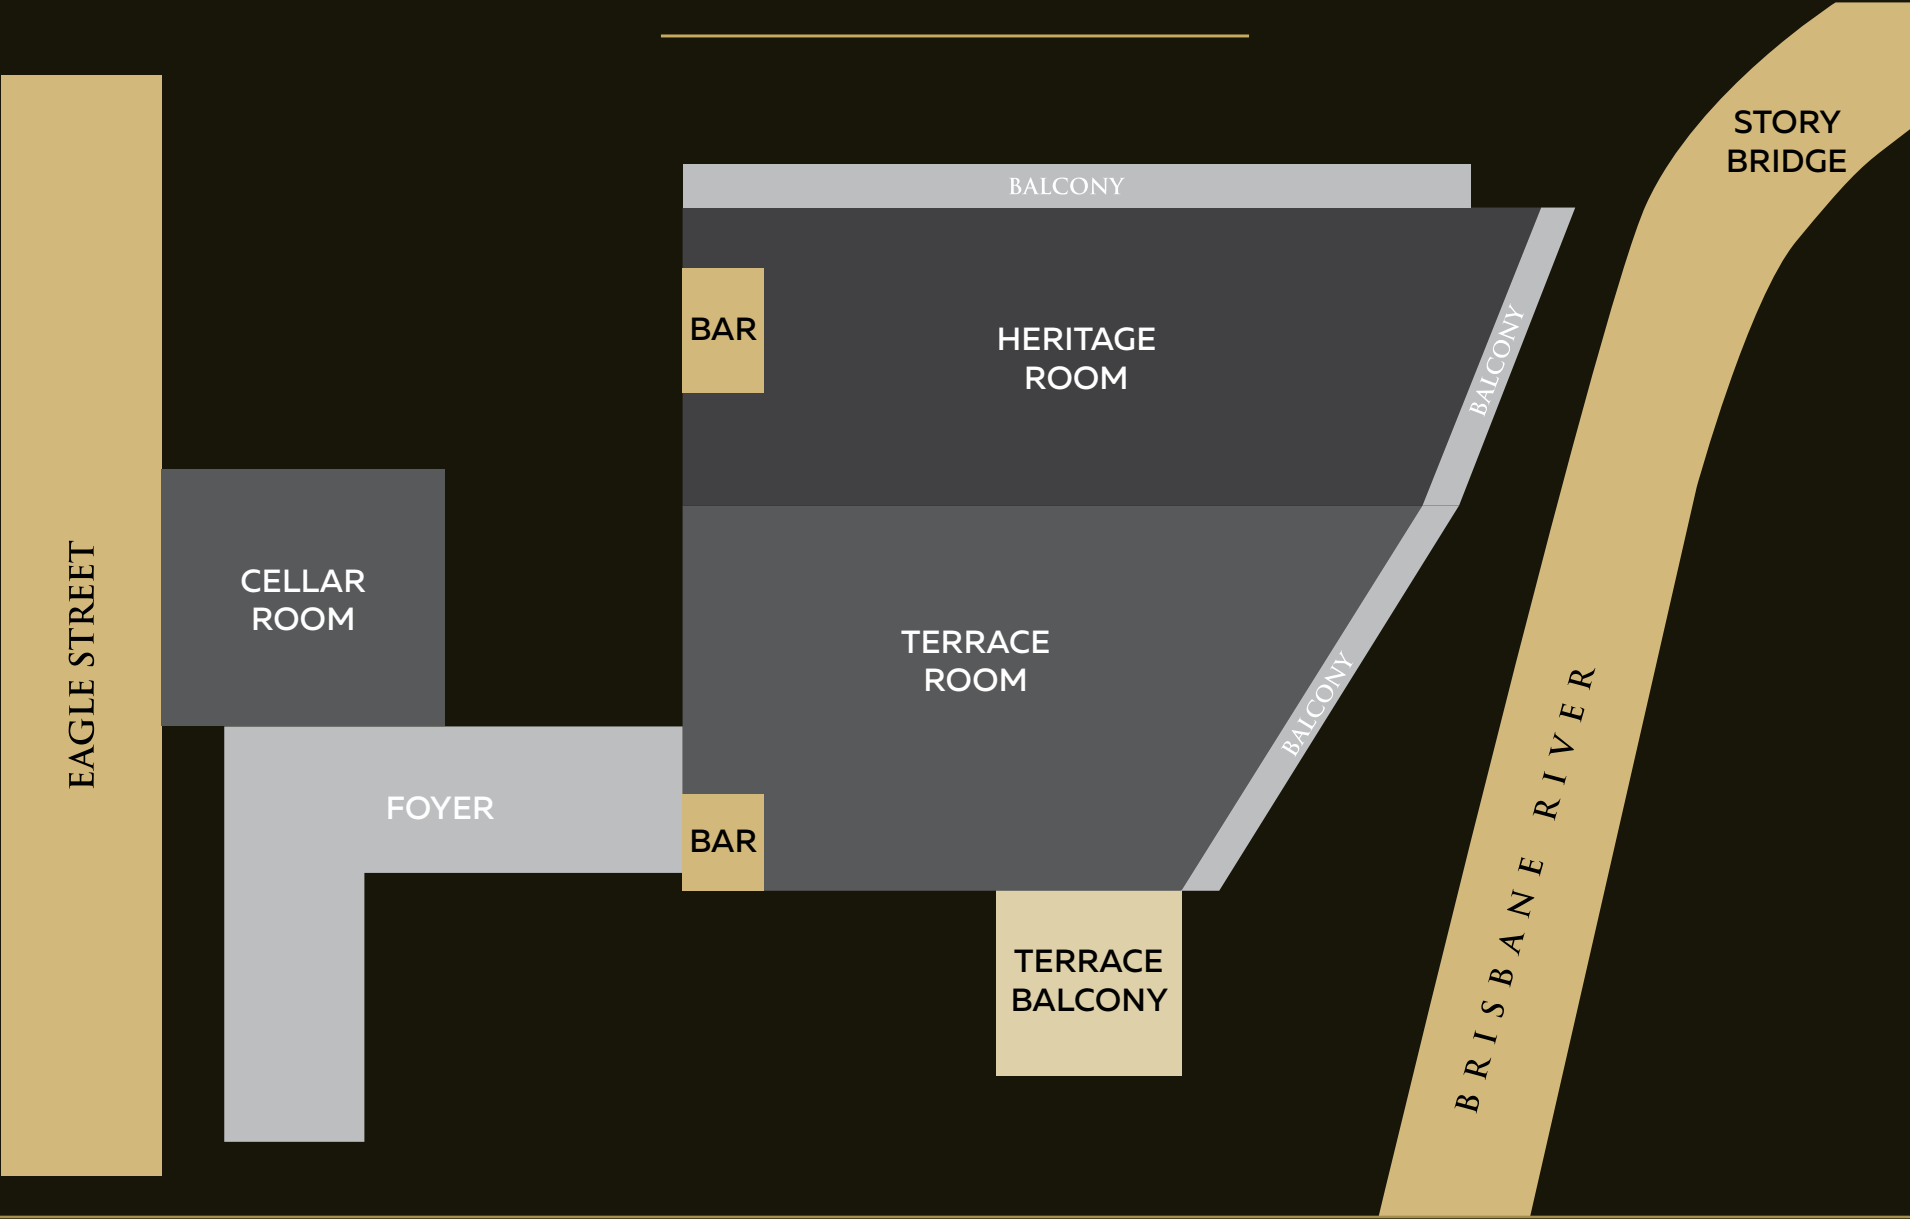 STORY
BRIDGE
BALCONY
BAR
HERITAGE
ROOM
BALCONY
CELLAR
ROOM
EAGLE STREET
TERRACE
ROOM
BALCONY
FOYER
BAR
BRISBANE RIVER
TERRACE
BALCONY